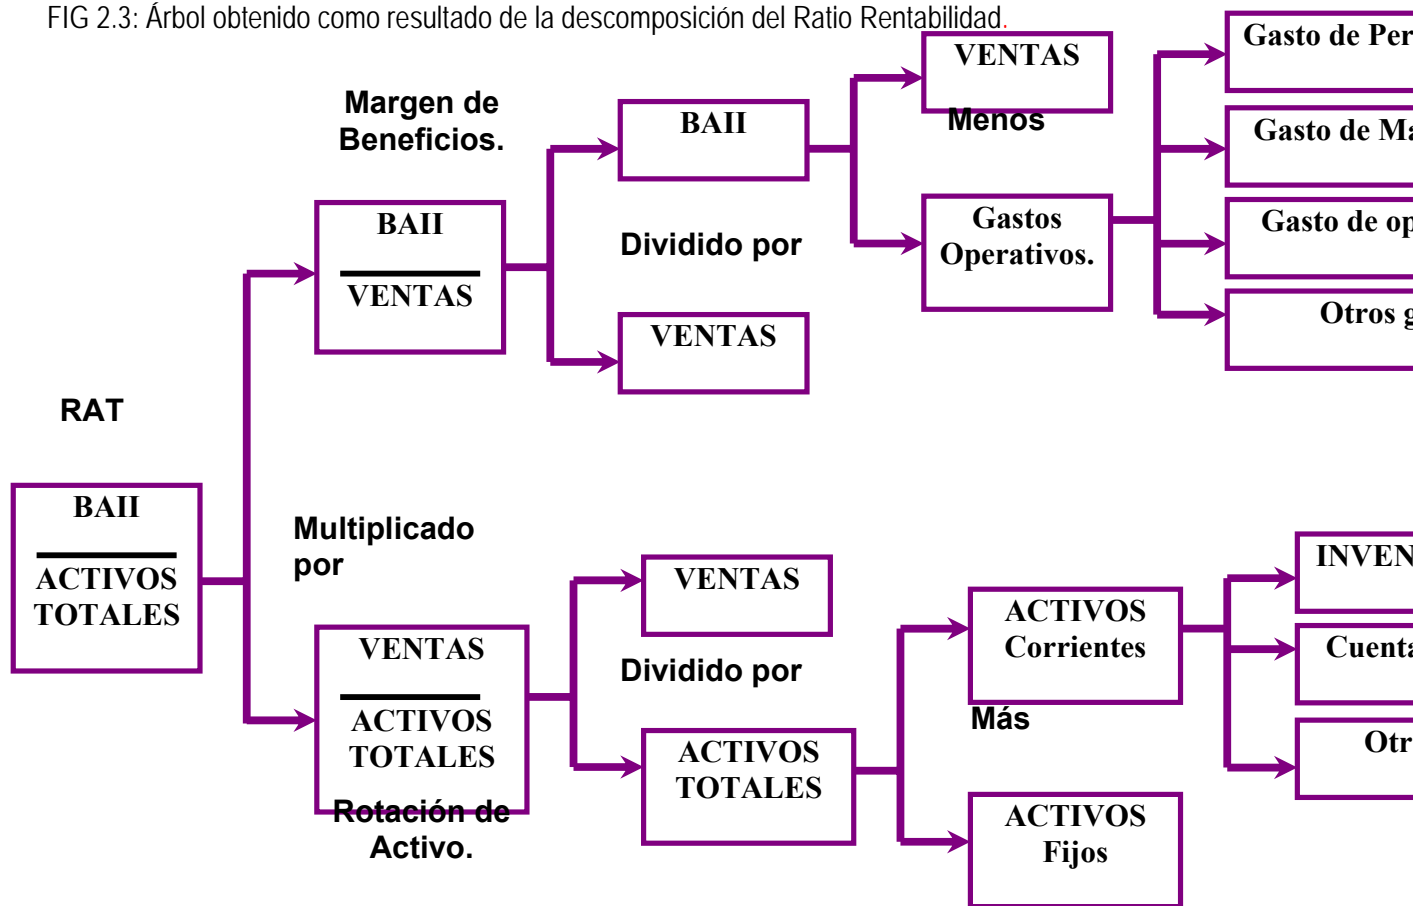 FIG 2.3: Árbol obtenido como resultado de la descomposición del Ratio Rentabilidad.
Margen de
Beneficios.
BAII
VENTAS
Menos
Gasto de Per
Gasto de Ma
Gasto de op
Otros g
BAII
VENTAS
Dividido por
Gastos
Operativos.
VENTAS
RAT
BAII
ACTIVOS
TOTALES
Multiplicado
por
VENTAS
ACTIVOS
TOTALES
Rotación de
Activo.
VENTAS
Dividido por
ACTIVOS
TOTALES
ACTIVOS
Corrientes
Más
ACTIVOS
Fijos
INVEN
Cuenta
Otr